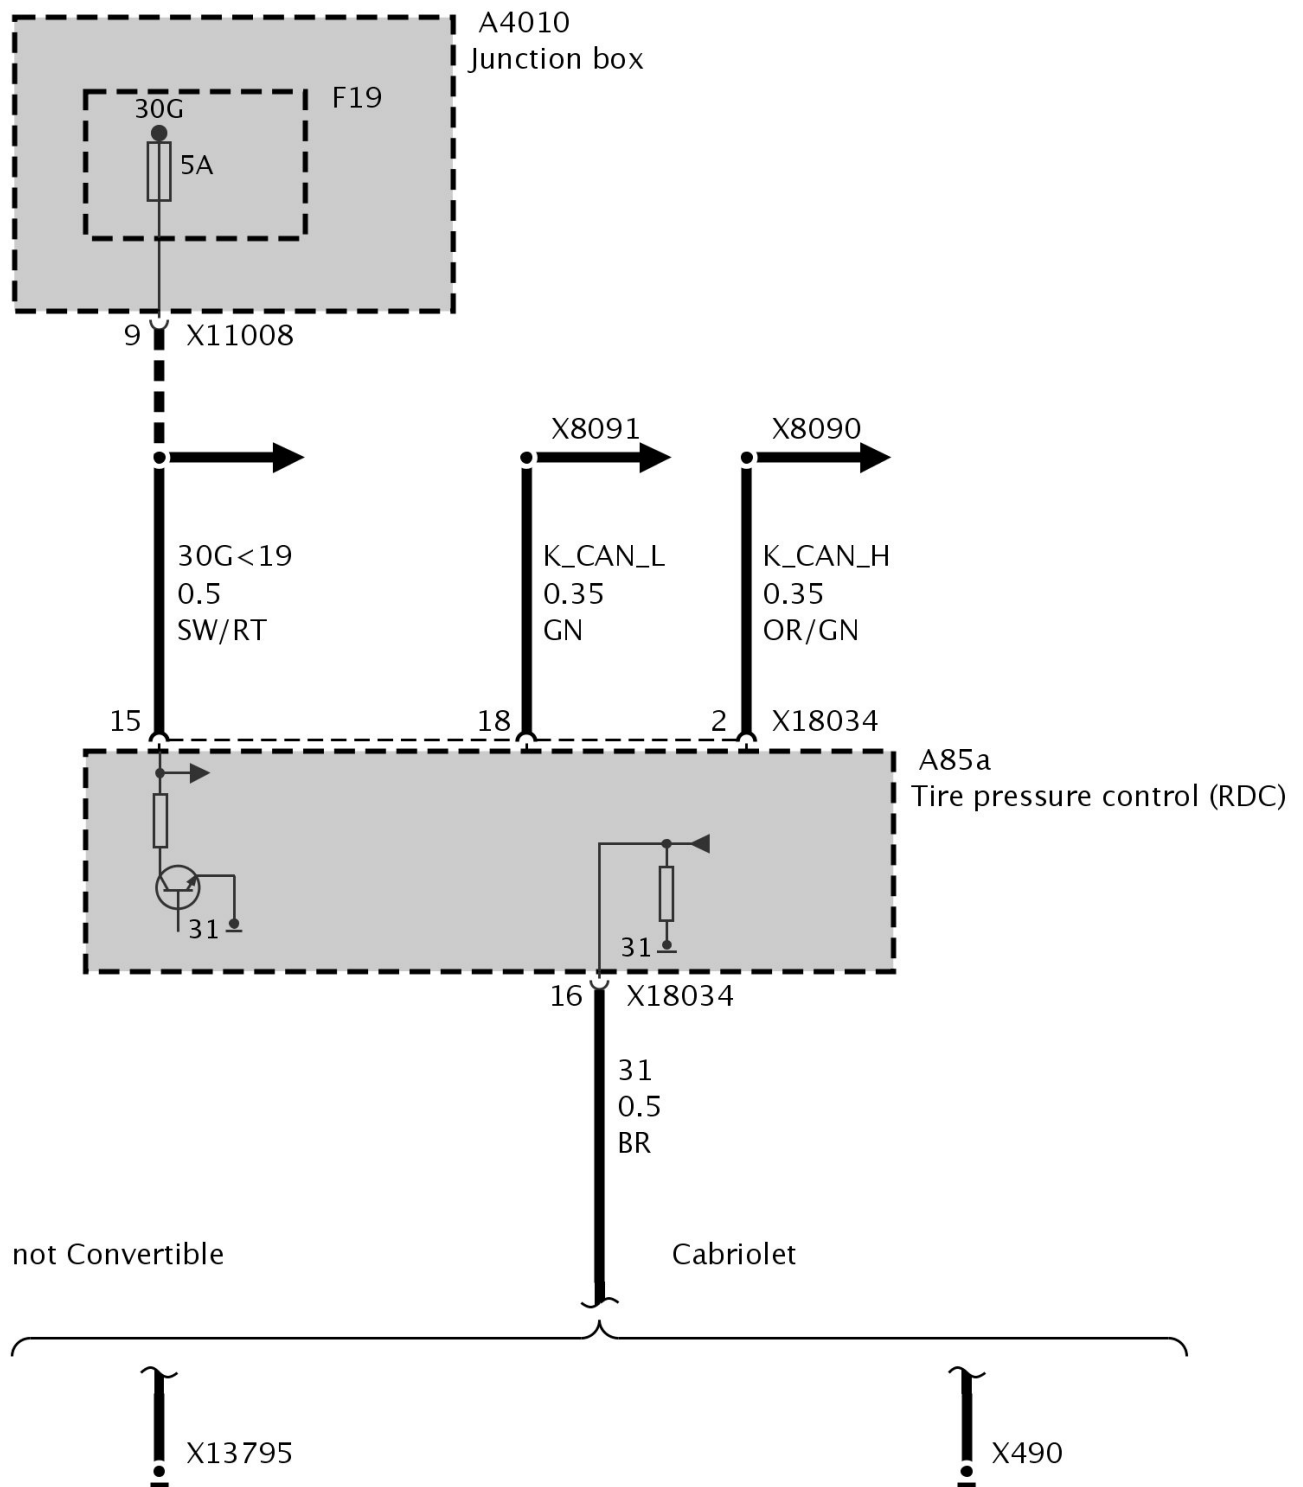 A4010
Junction box
F19
30G
5A
9 X11008
X8091 X8090
30G<19
0.5
SW/RT
K_CAN_L
0.35
GN
K_CAN_H
0.35
OR/GN
15 18 2 X18034
A85a
Tire pressure control (RDC)
31
31
16 X18034
31
0.5
BR
not Convertible
Cabriolet
X13795
X490